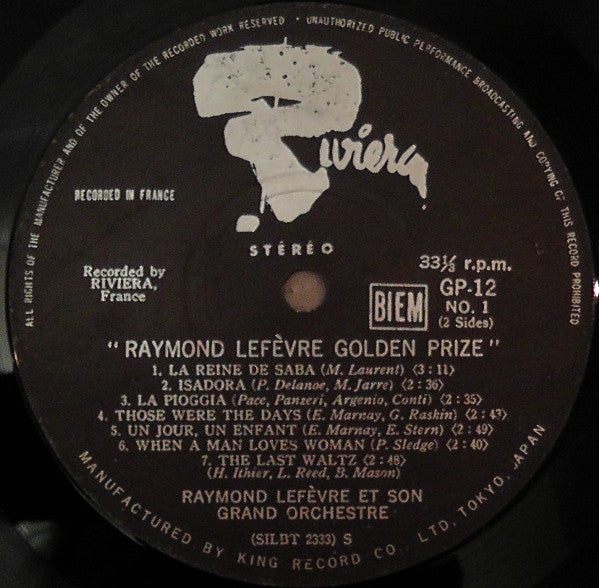 ALL RIGHTS OF THE MANUFACTURER AND OF THE OWNER OF THE RECORDED WORK RESERVED • UNAUTHORIZED PUBLIC PERFORMANCE BROADCASTING AND COPYING OF THIS RECORD PROHIBITED
Riviera
RECORDED IN FRANCE
STÉRÉO
Recorded by
RIVIERA,
France
33⅓ r.p.m.
BIEM
GP-12
NO. 1
(2 Sides)
"RAYMOND LEFÈVRE GOLDEN PRIZE"
1. LA REINE DE SABA (M. Laurent) (3:11)
2. ISADORA (P. Delanoe, M. Jarre) (2:36)
3. LA PIOGGIA (Pace, Panzeri, Argenio, Conti) (2:35)
4. THOSE WERE THE DAYS (E. Marnay, G. Raskin) (2:43)
5. UN JOUR, UN ENFANT (E. Marnay, E. Stern) (2:49)
6. WHEN A MAN LOVES WOMAN (P. Sledge) (2:40)
7. THE LAST WALTZ (2:48)
(H. Ithier, L. Reed, B. Mason)
RAYMOND LEFÈVRE ET SON
GRAND ORCHESTRE
(SILBT 2333) S
MANUFACTURED BY KING RECORD CO., LTD. TOKYO, JAPAN